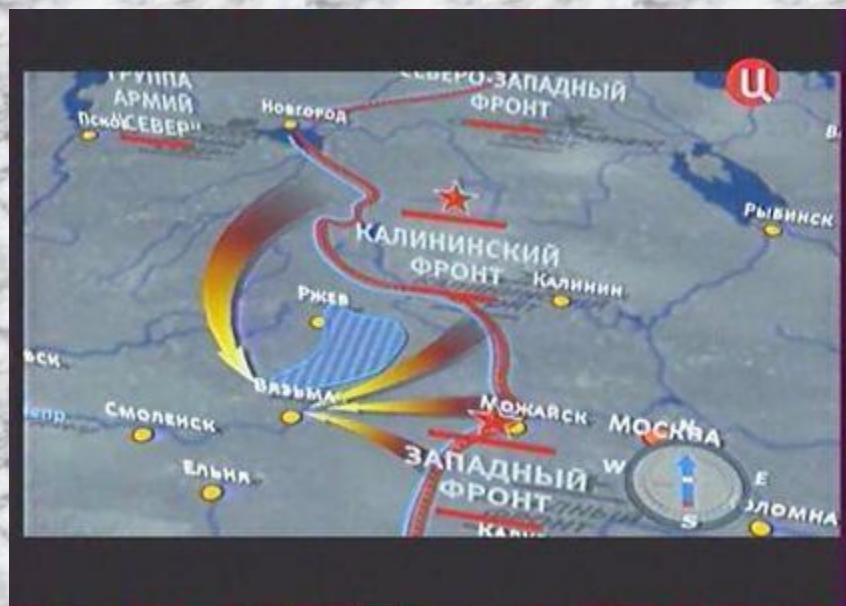 ГРУППА
АРМИЙ
"СЕВЕР"
СЕВЕРО-ЗАПАДНЫЙ
ФРОНТ
Ц
Новгород
Псков
Рыбинск
КАЛИНИНСКИЙ
ФРОНТ
Калинин
Ржев
Вязьма
Можайск
МОСКВА
Смоленск
ЗАПАДНЫЙ
ФРОНТ
Ельня
N
W
E
S